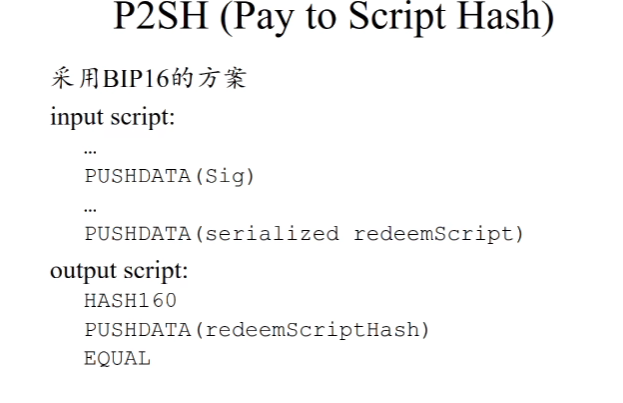 P2SH (Pay to Script Hash)
采用BIP16的方案
input script:
…
PUSHDATA(Sig)
…
PUSHDATA(serialized redeemScript)
output script:
HASH160
PUSHDATA(redeemScriptHash)
EQUAL